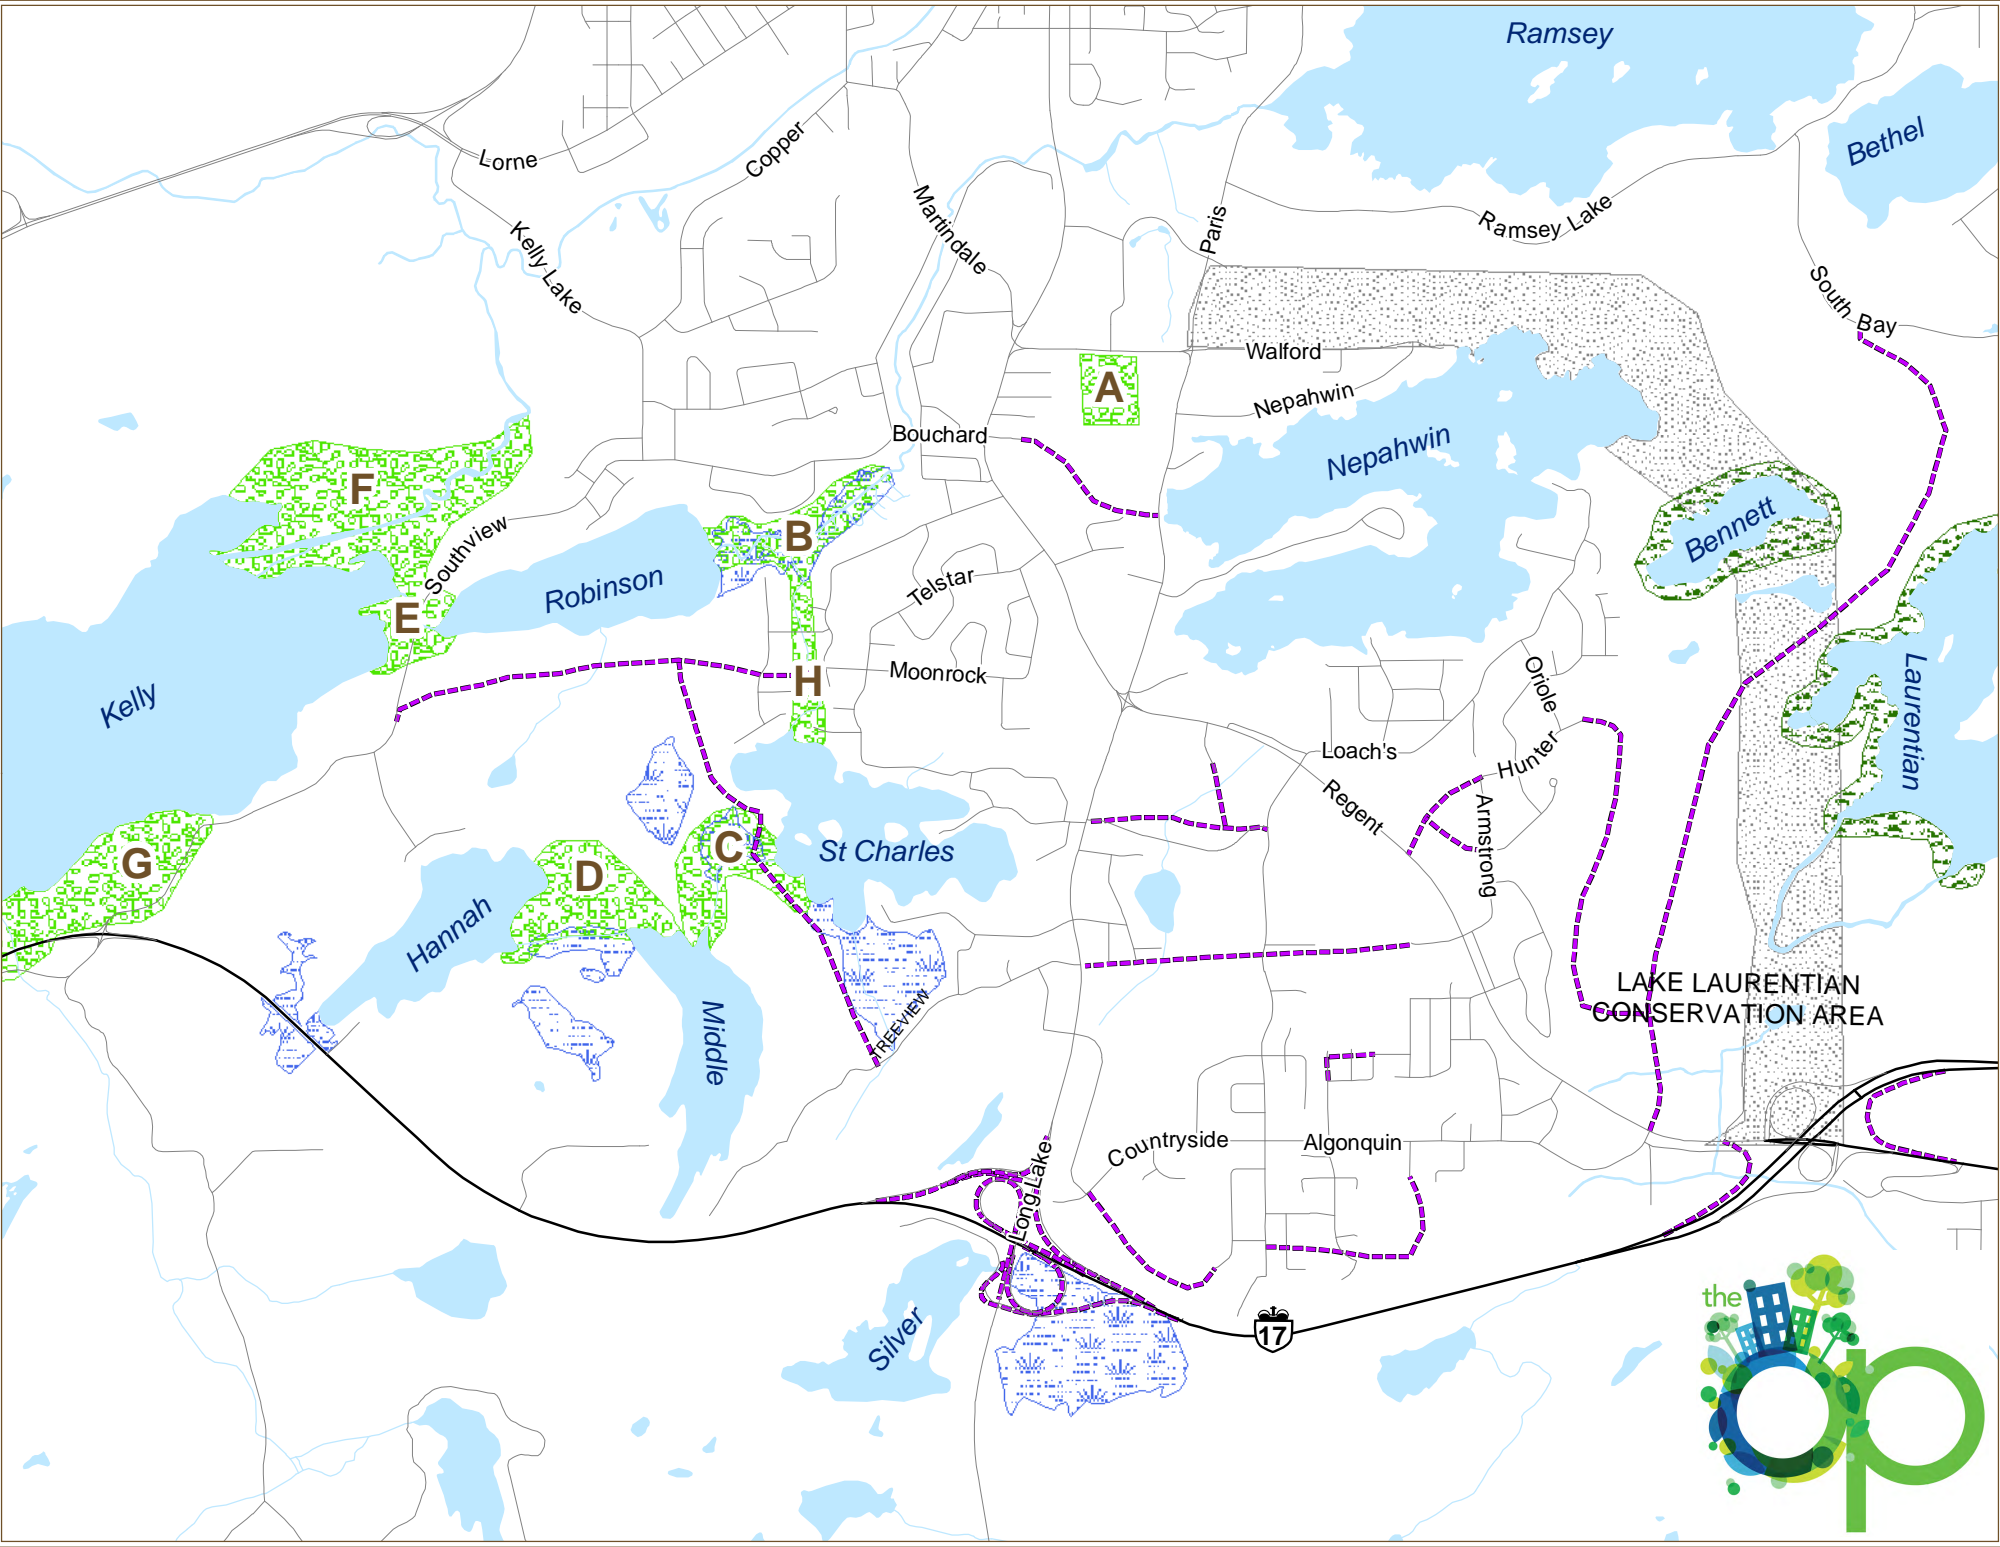 Ramsey
Bethel
Lorne
Copper
Martindale
Paris
Ramsey Lake
Kelly Lake
South Bay
Walford
A
Nepahwin
Bouchard
Nepahwin
F
B
Bennett
Southview
Robinson
Telstar
E
Moonrock
H
Oriole
Laurentian
Kelly
Loach's
Hunter
Regent
Armstrong
G
D
C
St Charles
Hannah
LAKE LAURENTIAN
CONSERVATION AREA
Middle
TREEVIEW
Countryside
Algonquin
Long Lake
Silver
17
the
op